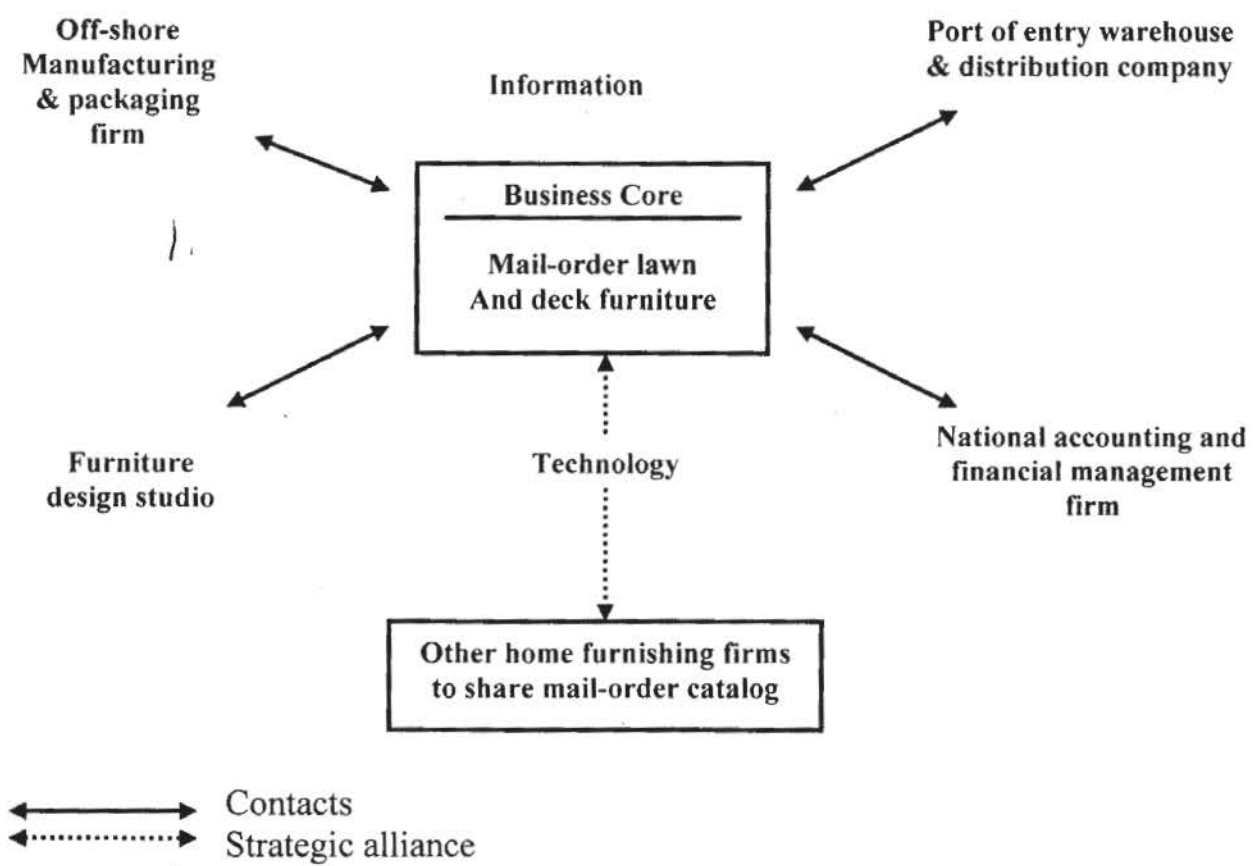 Off-shore
Manufacturing
& packaging
firm
Information
Port of entry warehouse
& distribution company
Business Core
Mail-order lawn
And deck furniture
Furniture
design studio
Technology
National accounting and
financial management
firm
Other home furnishing firms
to share mail-order catalog
Contacts
Strategic alliance